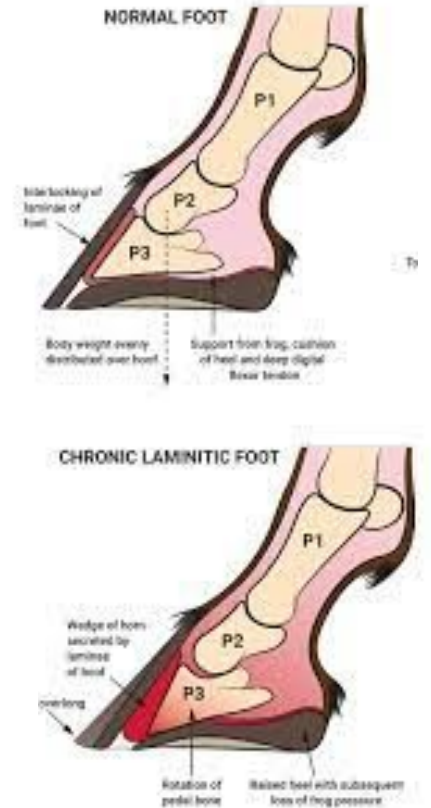 NORMAL FOOT
P1
Interlocking of
laminae of
foot
P2
P3
To
Body weight evenly
distributed over hoof
Support from frog, cushion
of heel and deep digital
flexor tendon
CHRONIC LAMINITIC FOOT
P1
Wedge of horn
secreted by
laminae
of hoof
P2
P3
overlong
Rotation of
pedal bone
Raised heel with subsequent
loss of frog pressure